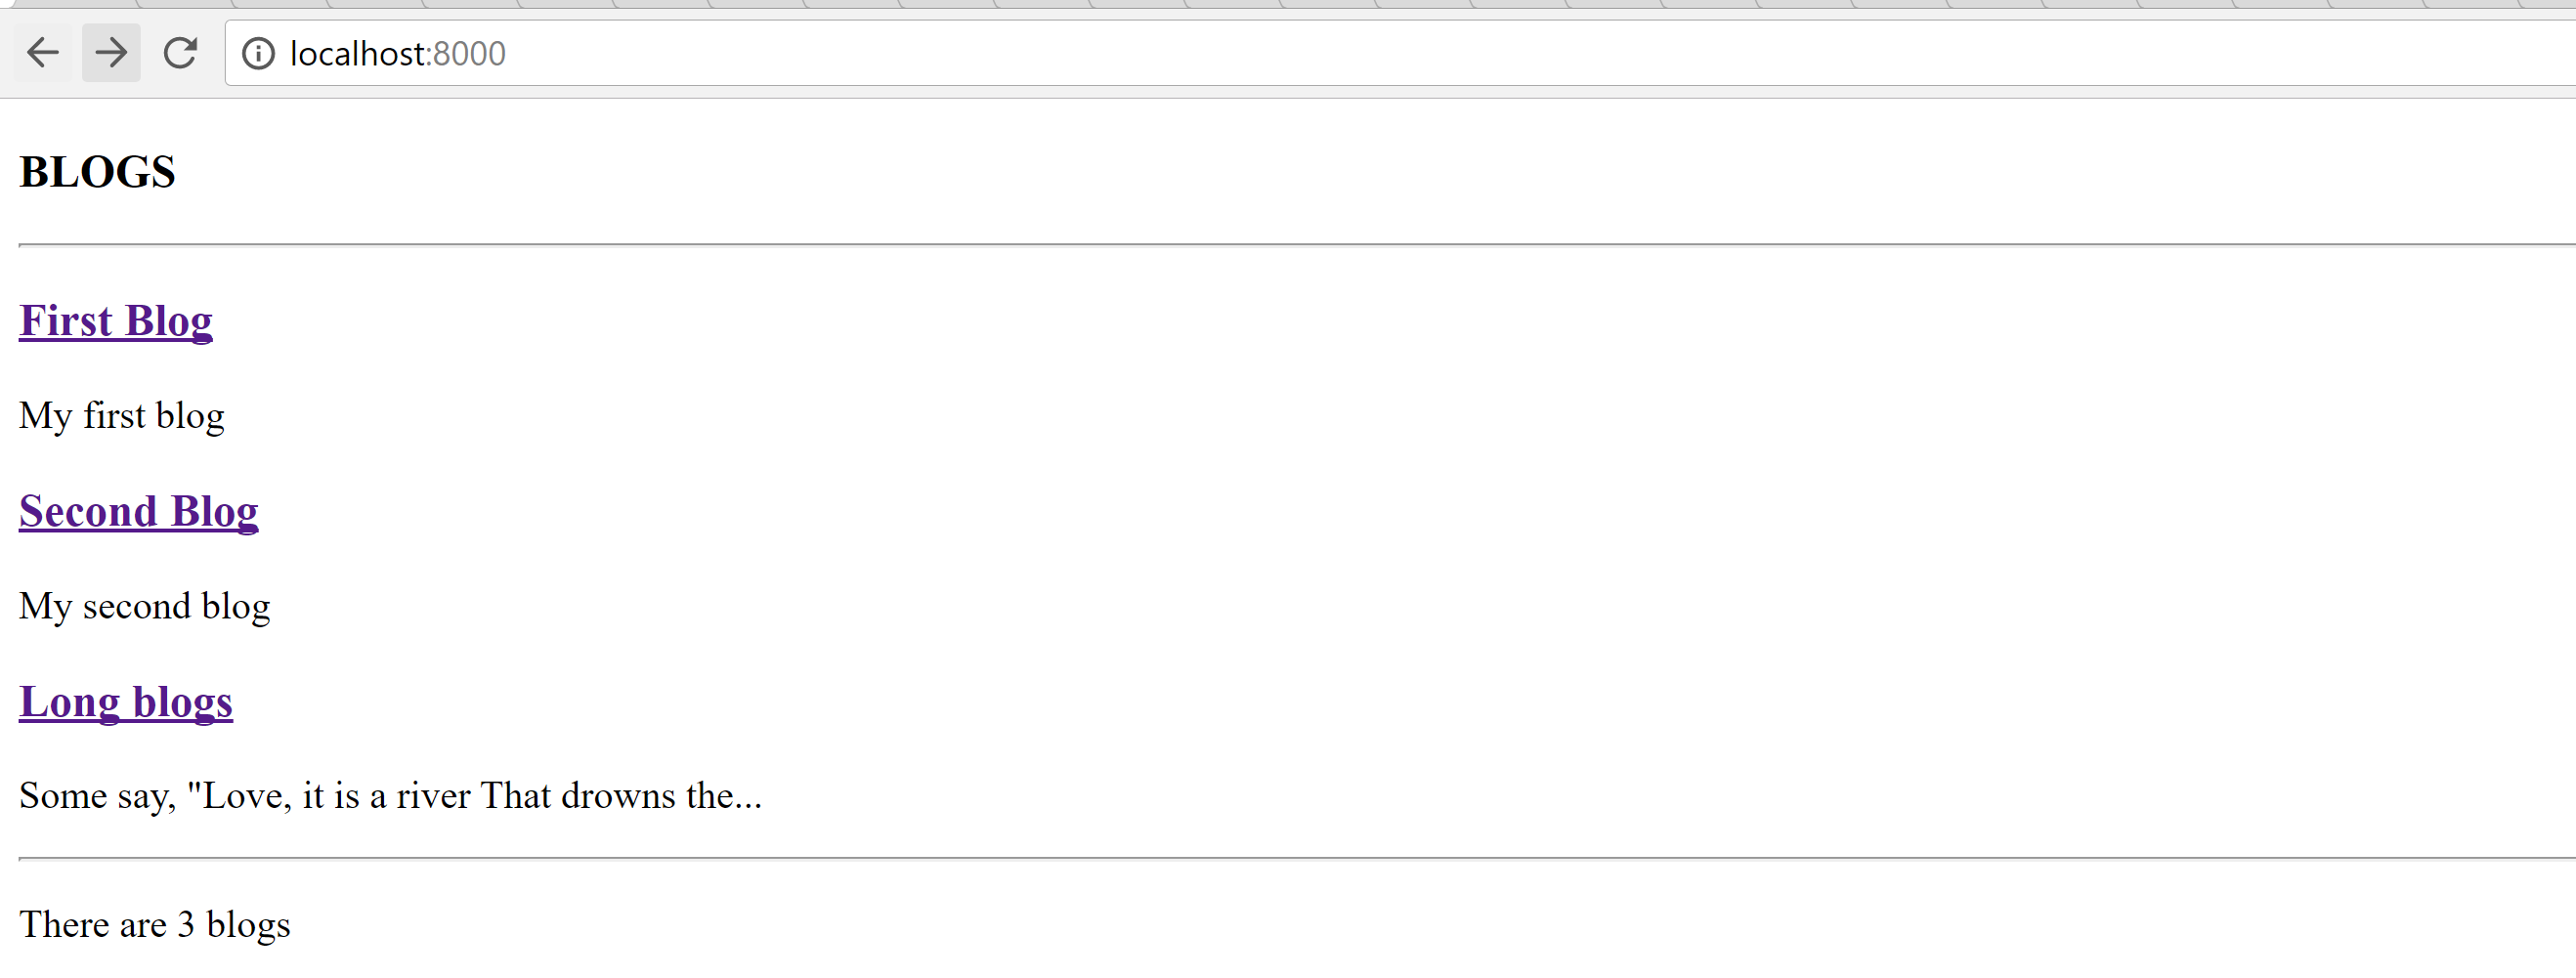 localhost:8000
BLOGS
First Blog
My first blog
Second Blog
My second blog
Long blogs
Some say, "Love, it is a river That drowns the...
There are 3 blogs